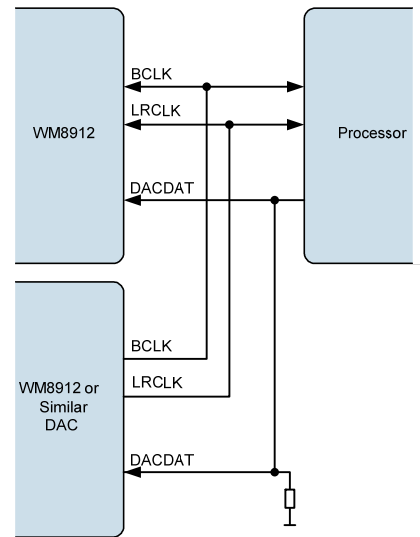 BCLK
LRCLK
WM8912
Processor
DACDAT
BCLK
LRCLK
WM8912 or
Similar
DAC
DACDAT